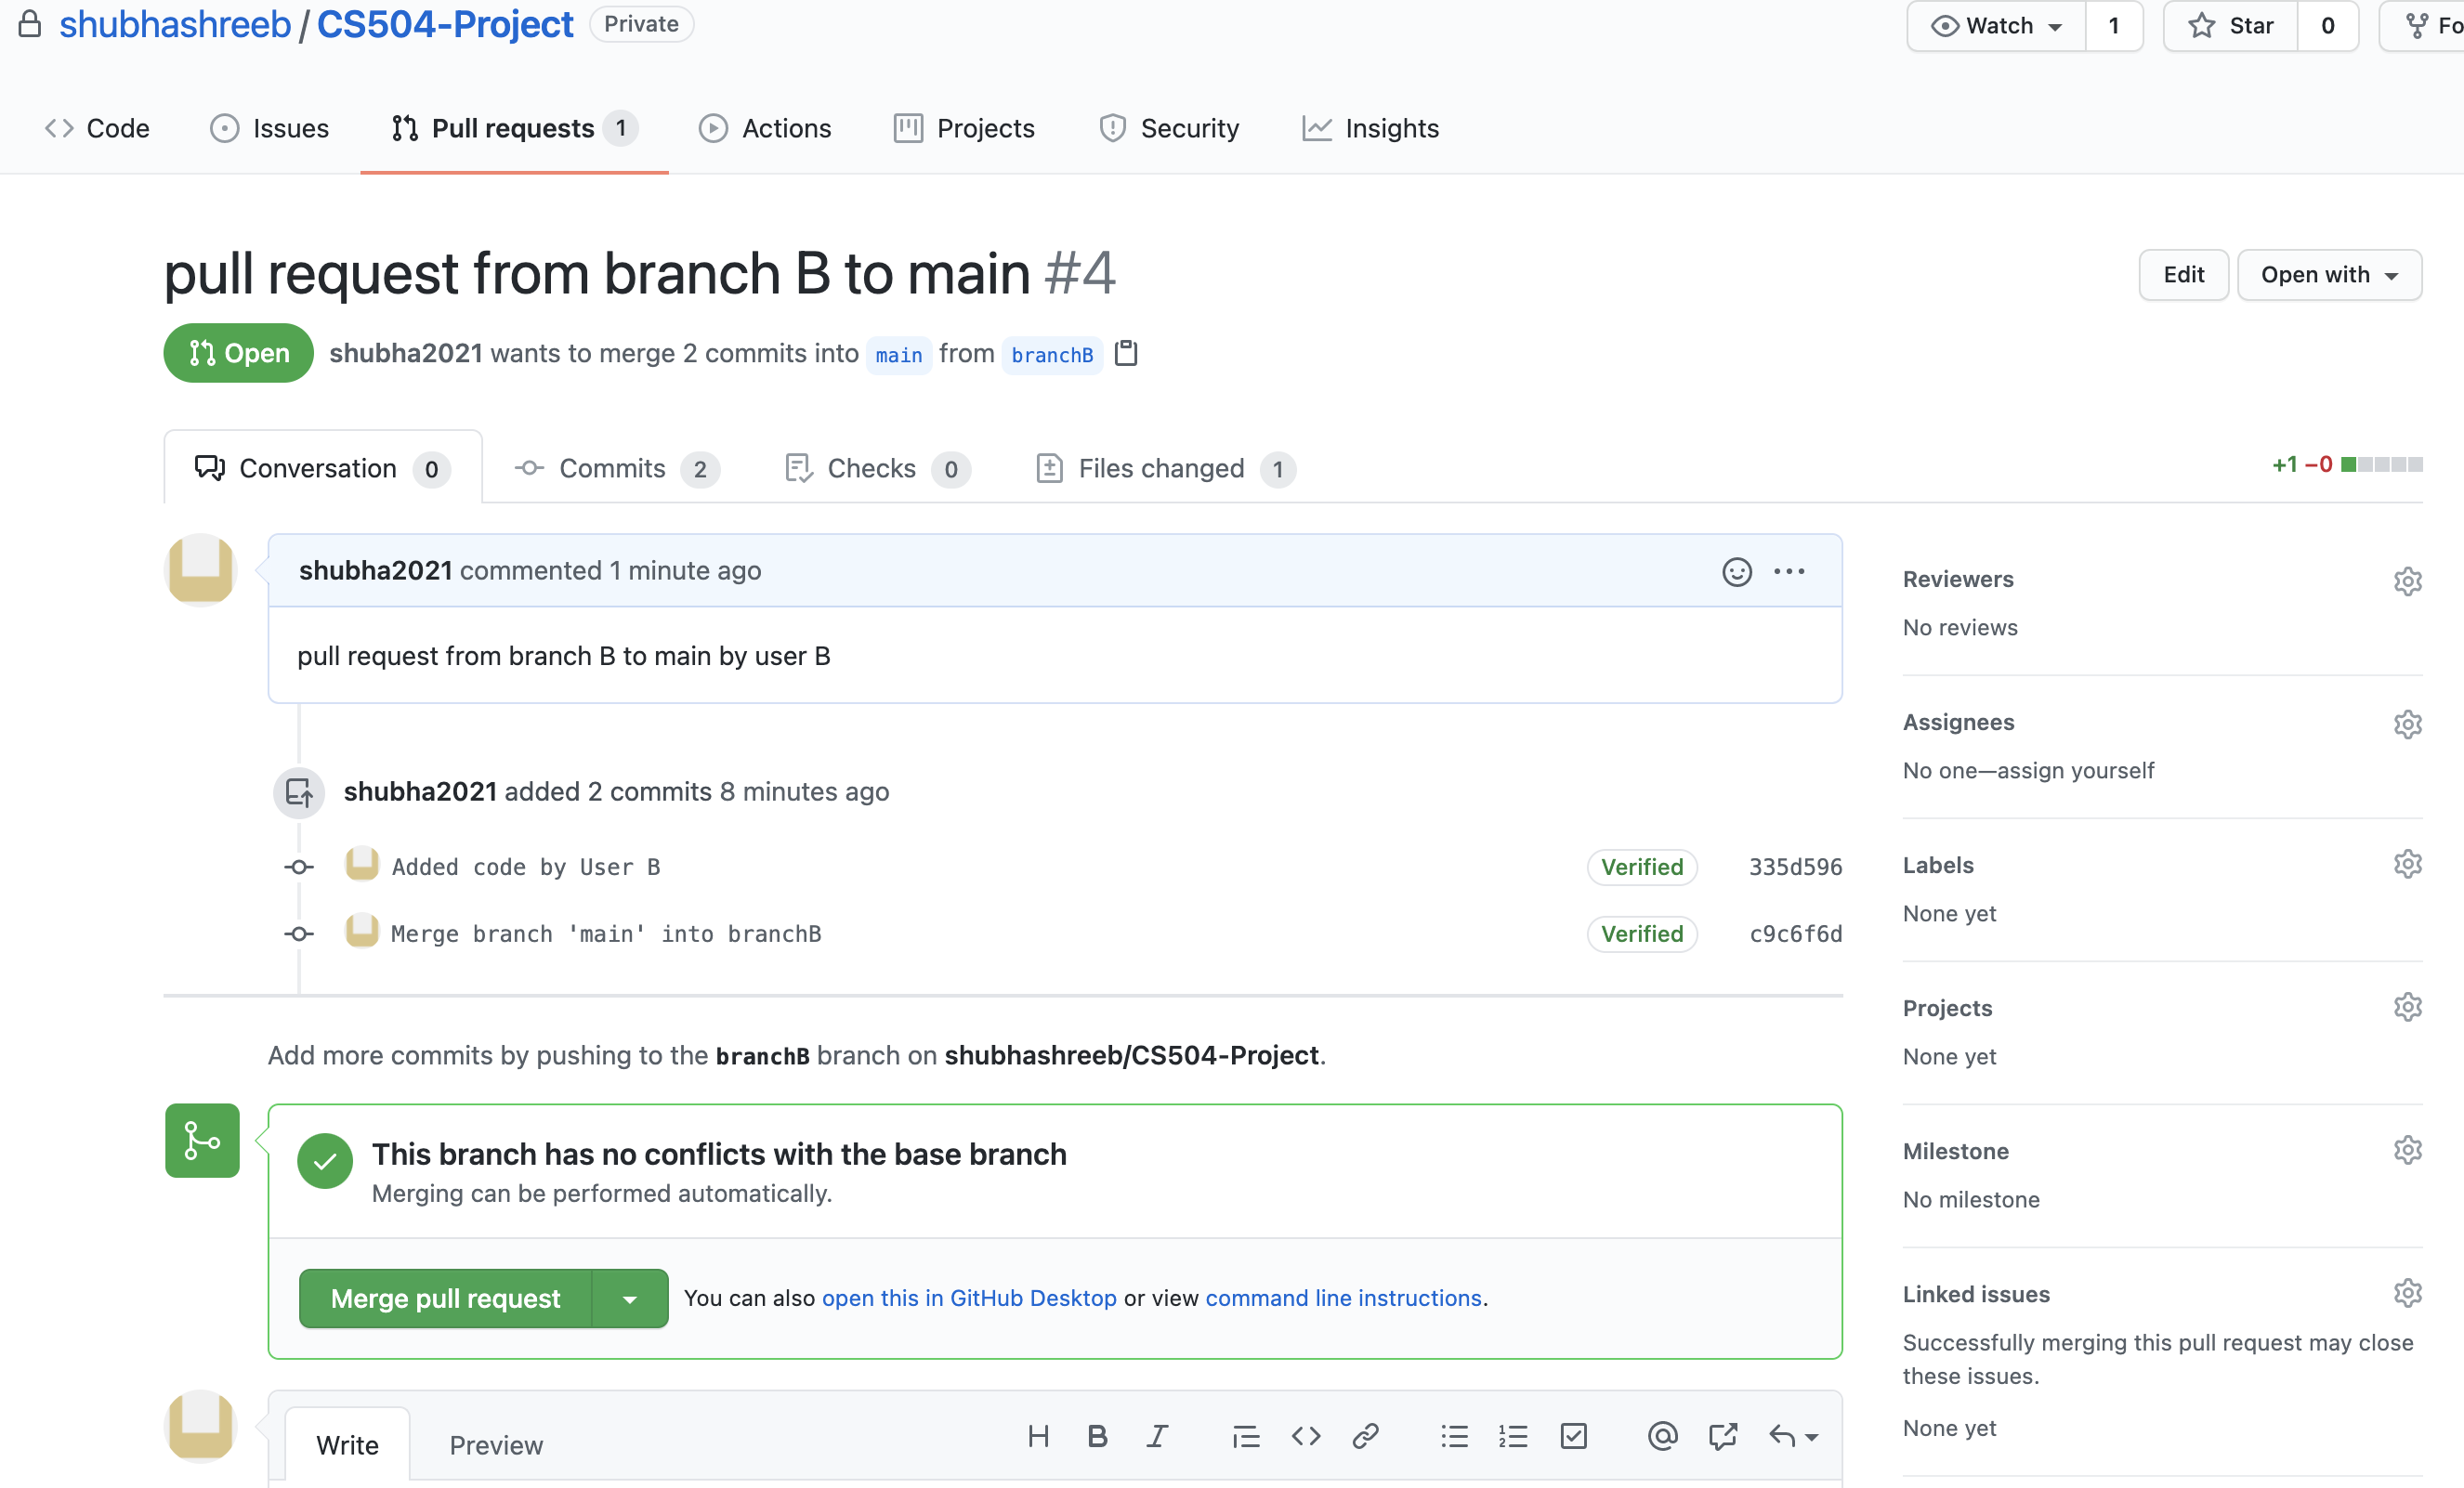 shubhashreeb / CS504-Project Private
Watch 1 Star 0 Fo
Code Issues Pull requests 1 Actions Projects Security Insights
pull request from branch B to main #4
Edit Open with
Open shubha2021 wants to merge 2 commits into main from branchB
Conversation 0 Commits 2 Checks 0 Files changed 1
+1 −0
shubha2021 commented 1 minute ago
pull request from branch B to main by user B
shubha2021 added 2 commits 8 minutes ago
Added code by User B Verified 335d596
Merge branch 'main' into branchB Verified c9c6f6d
Add more commits by pushing to the branchB branch on shubhashreeb/CS504-Project.
This branch has no conflicts with the base branch
Merging can be performed automatically.
Merge pull request You can also open this in GitHub Desktop or view command line instructions.
Write Preview
Reviewers
No reviews
Assignees
No one—assign yourself
Labels
None yet
Projects
None yet
Milestone
No milestone
Linked issues
Successfully merging this pull request may close
these issues.
None yet